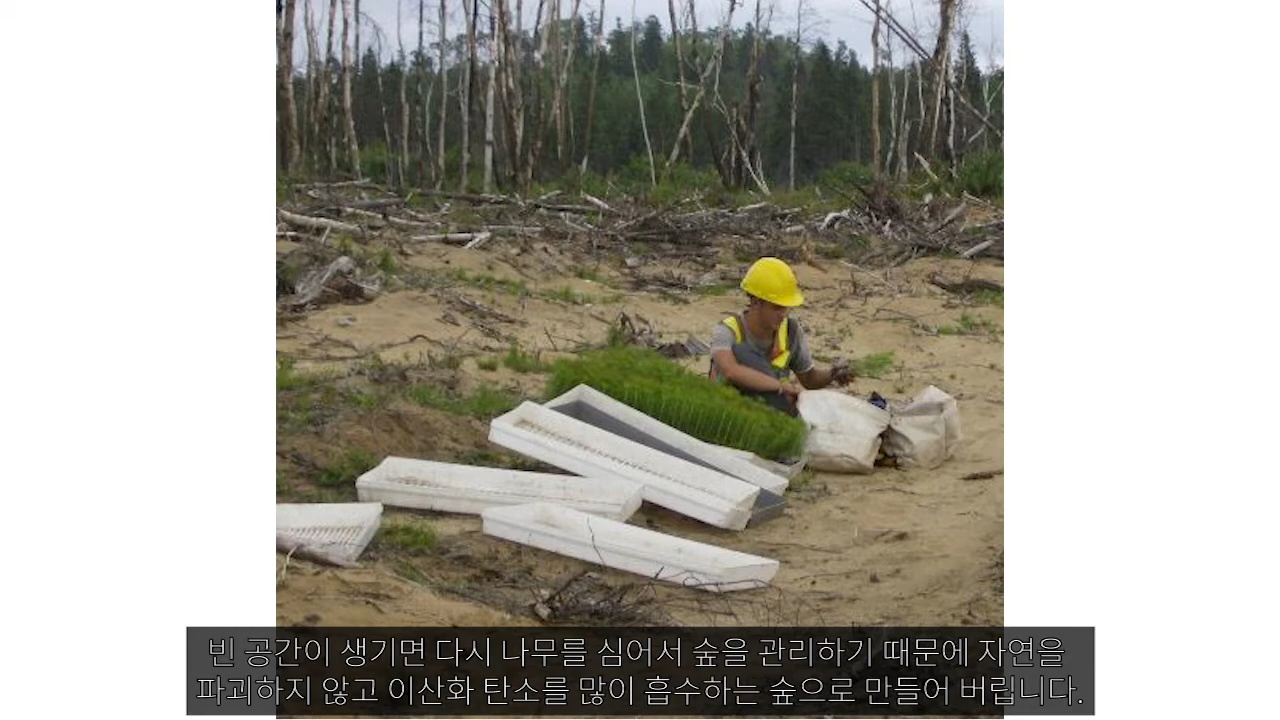 빈 공간이 생기면 다시 나무를 심어서 숲을 관리하기 때문에 자연을
파괴하지 않고 이산화 탄소를 많이 흡수하는 숲으로 만들어 버립니다.